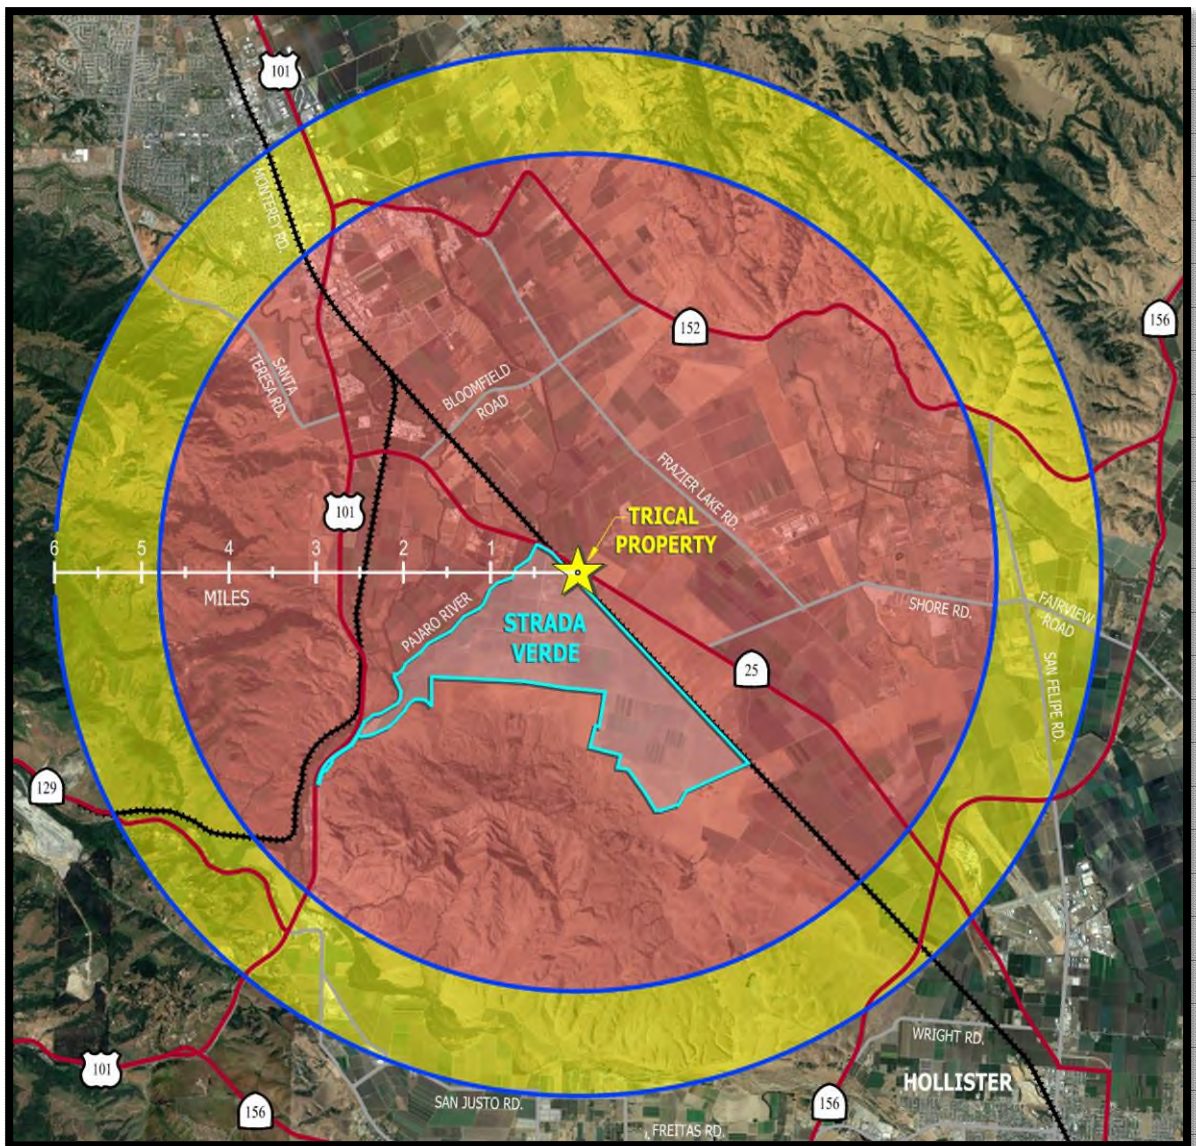 101
156
MONTEREY RD.
152
SANTA
TERESA RD.
BLOOMFIELD
ROAD
FRAZIER LAKE RD.
101
TRICAL
PROPERTY
6 5 4 3 2 1
MILES
PAJARO RIVER
STRADA
VERDE
SHORE RD.
FAIRVIEW
ROAD
25
SAN FELIPE RD.
129
WRIGHT RD.
101
HOLLISTER
156
SAN JUSTO RD.
156
FREITAS RD.